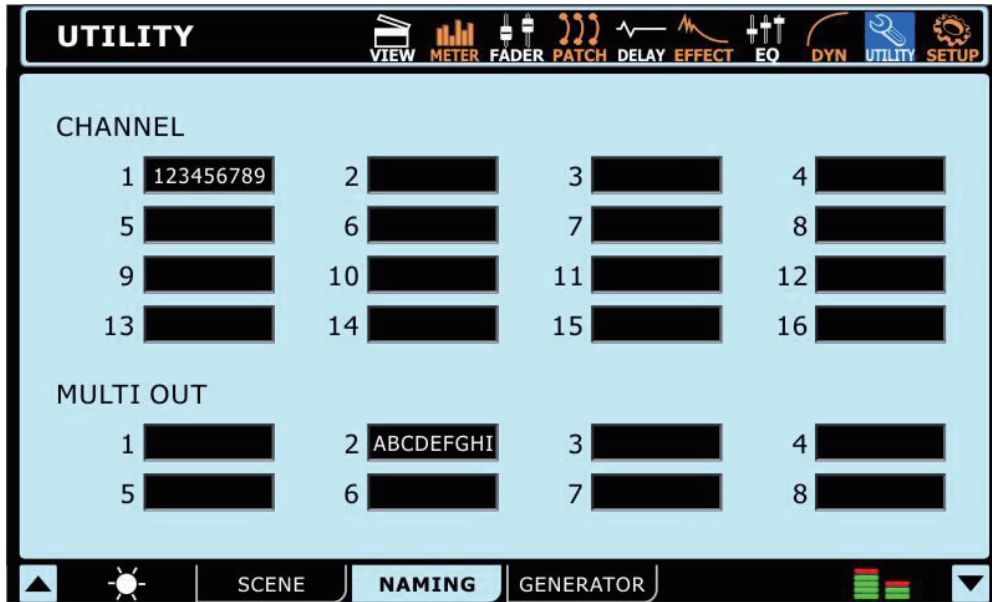 UTILITY
VIEW METER FADER PATCH DELAY EFFECT EQ DYN UTILITY SETUP
CHANNEL
1 123456789 2 3 4
5 6 7 8
9 10 11 12
13 14 15 16
MULTI OUT
1 2 ABCDEFGHI 3 4
5 6 7 8
SCENE NAMING GENERATOR